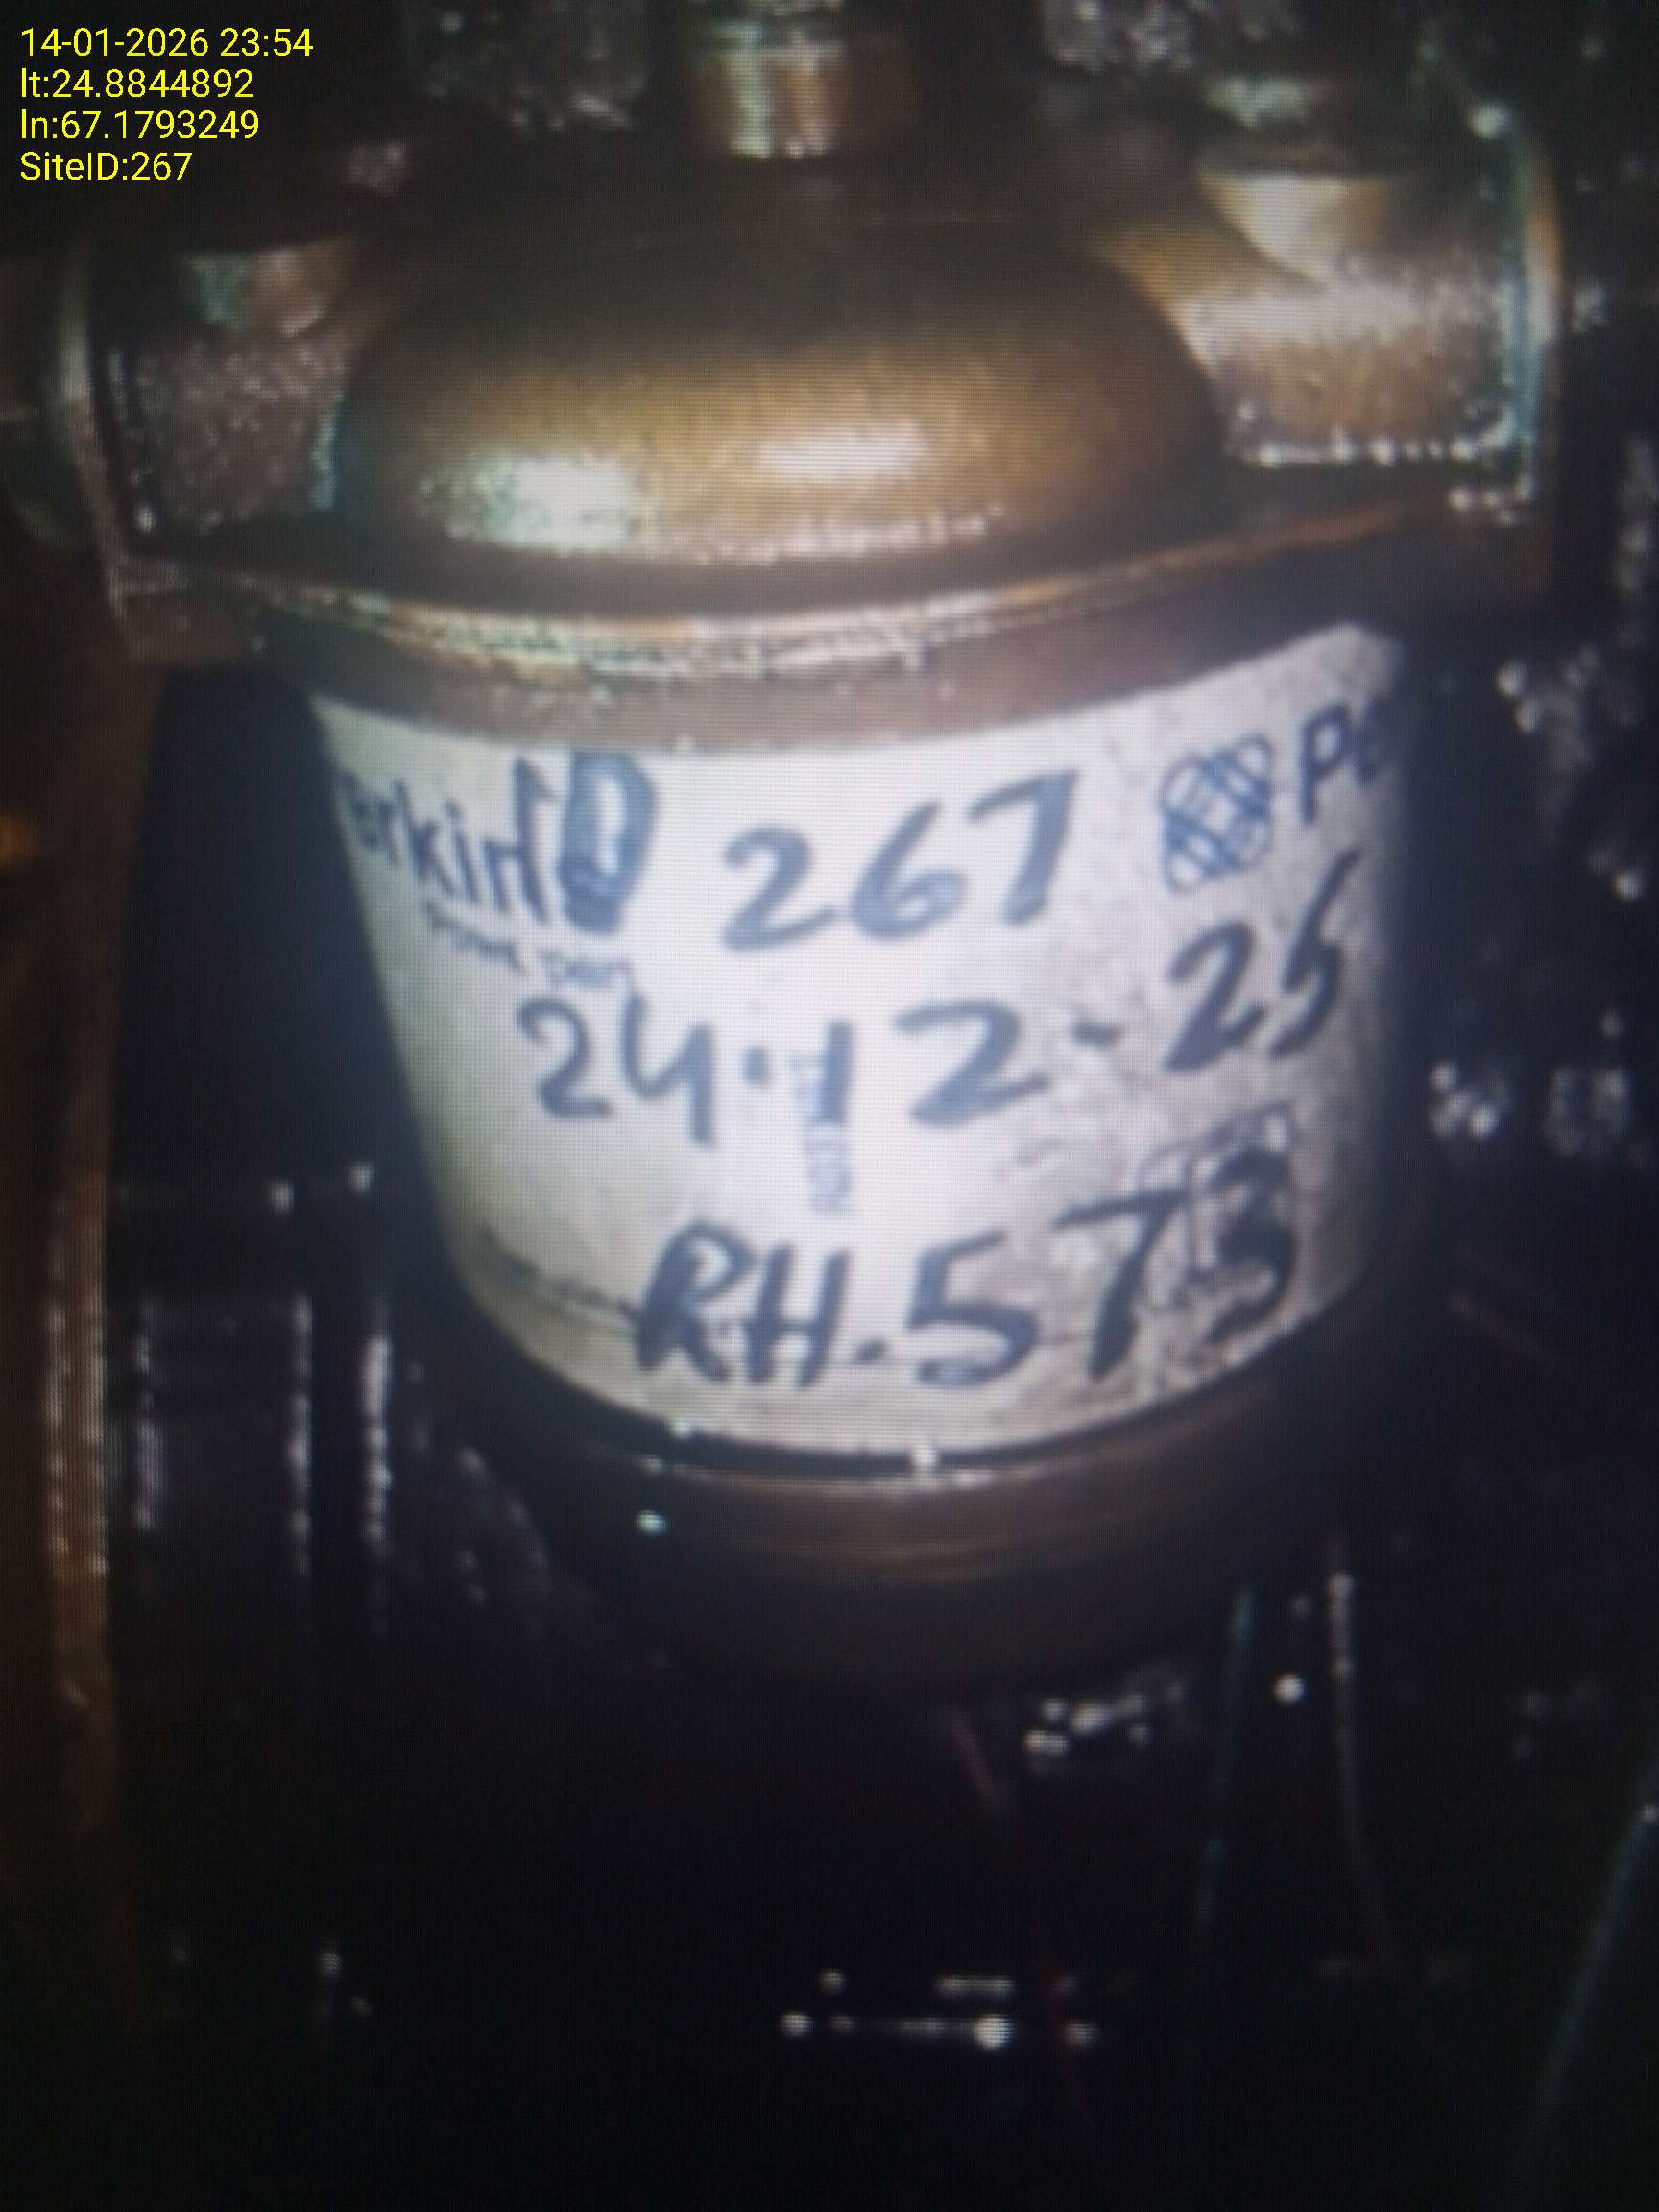 14-01-2026 23:54
lt:24.8844892
ln:67.1793249
SiteID:267
ID 267
24.12-25
RH.573